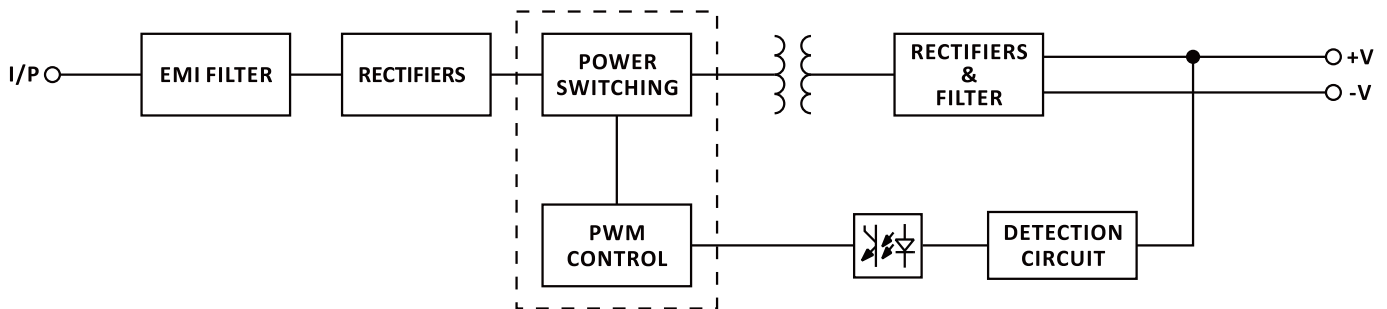 I/P
EMI FILTER
RECTIFIERS
POWER
SWITCHING
RECTIFIERS
&
FILTER
+V
-V
PWM
CONTROL
DETECTION
CIRCUIT